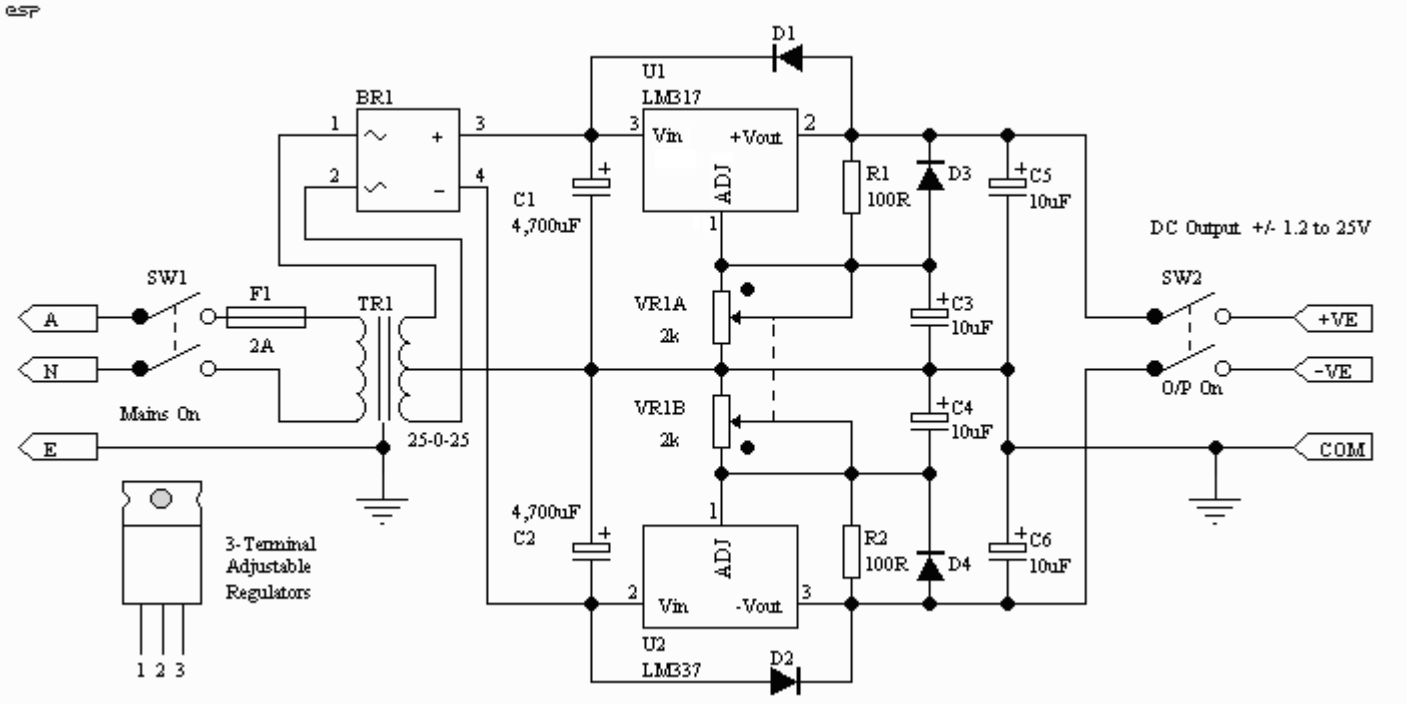 esp
D1
U1
LM317
BR1
1
3
3
Vin
+Vout
2
+
2
4
−
ADJ
1
+
C1
4,700uF
R1
100R
D3
+
C5
10uF
DC Output +/- 1.2 to 25V
SW1
F1
2A
TR1
VR1A
2k
+
C3
10uF
SW2
A
N
E
Mains On
25-0-25
VR1B
2k
+
C4
10uF
O/P On
+VE
-VE
COM
4,700uF
C2
+
1
ADJ
R2
100R
D4
+
C6
10uF
3-Terminal
Adjustable
Regulators
2
Vin
-Vout
3
U2
LM337
D2
1 2 3